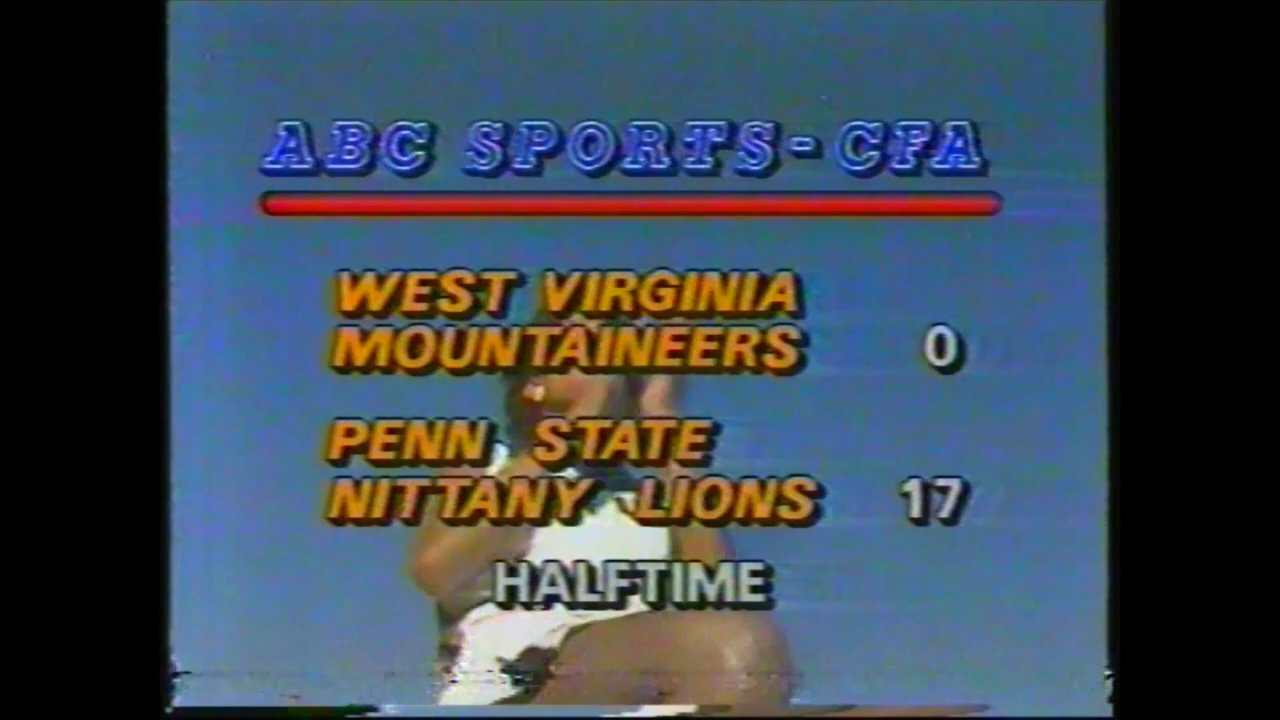 ABC SPORTS-CFA
WEST VIRGINIA
MOUNTAINEERS 0
PENN STATE
NITTANY LIONS 17
HALFTIME